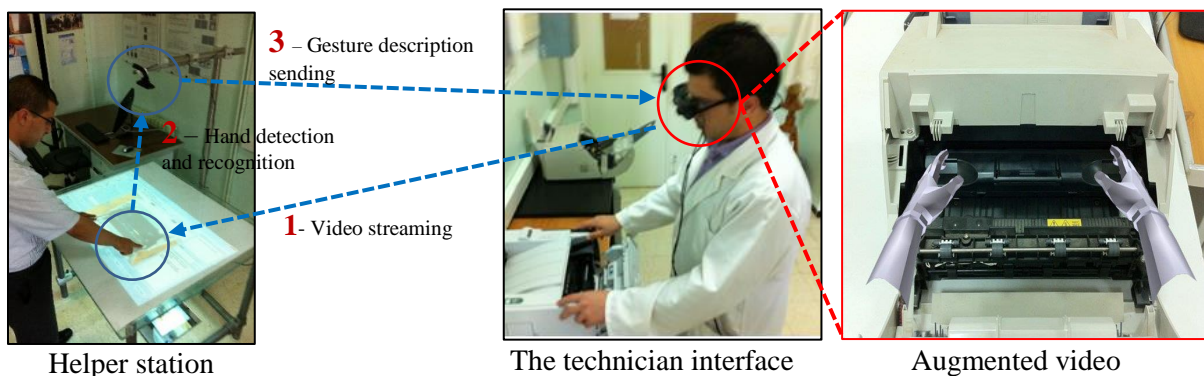 3 – Gesture description
sending
2 – Hand detection
and recognition
1- Video streaming
Helper station
The technician interface
Augmented video